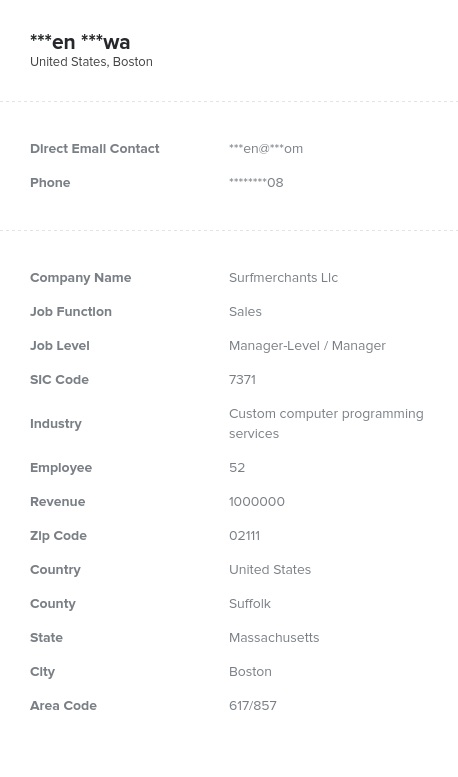 ***en ***wa
United States, Boston
Direct Email Contact ***en@***om
Phone ********08
Company Name Surfmerchants Llc
Job Function Sales
Job Level Manager-Level / Manager
SIC Code 7371
Industry Custom computer programming
services
Employee 52
Revenue 1000000
Zip Code 02111
Country United States
County Suffolk
State Massachusetts
City Boston
Area Code 617/857